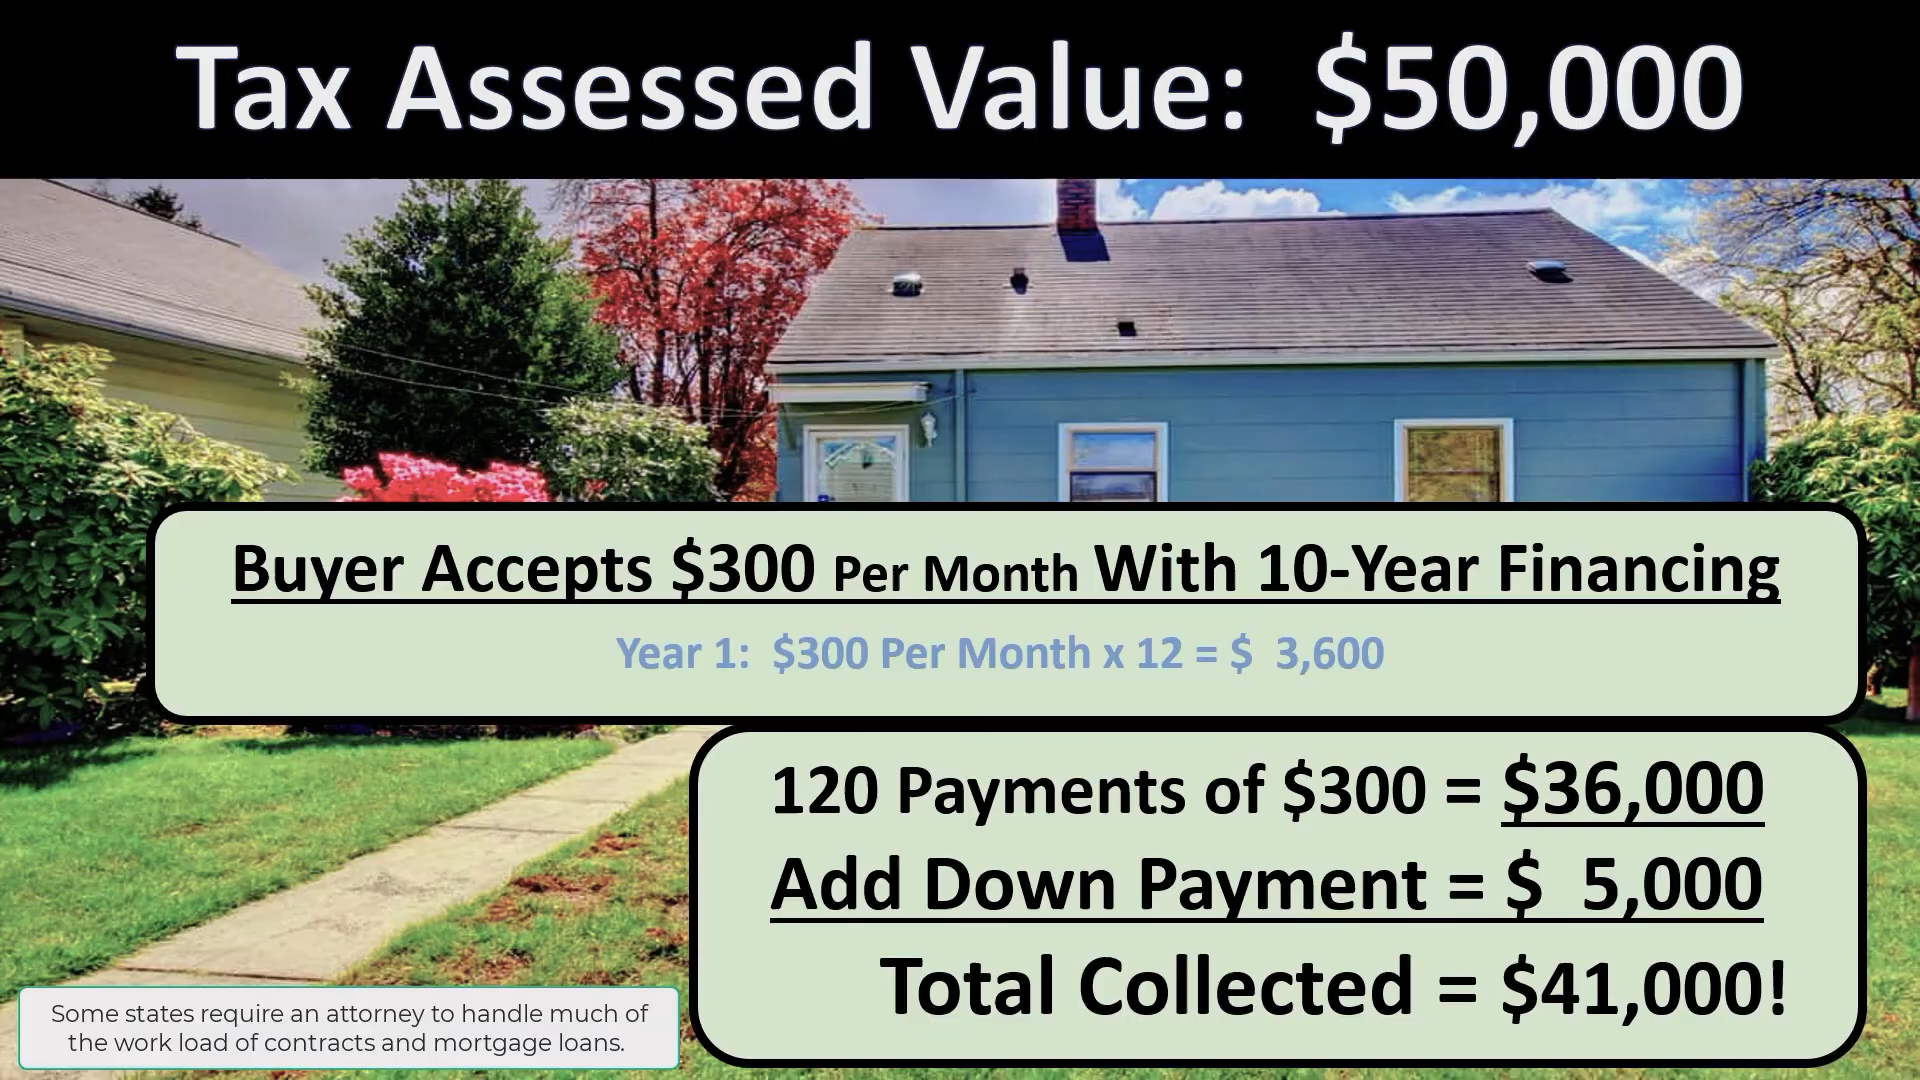 Tax Assessed Value: $50,000
Buyer Accepts $300 Per Month With 10-Year Financing
Year 1: $300 Per Month x 12 = $ 3,600
120 Payments of $300 = $36,000
Add Down Payment = $ 5,000
Total Collected = $41,000!
Some states require an attorney to handle much of
the work load of contracts and mortgage loans.